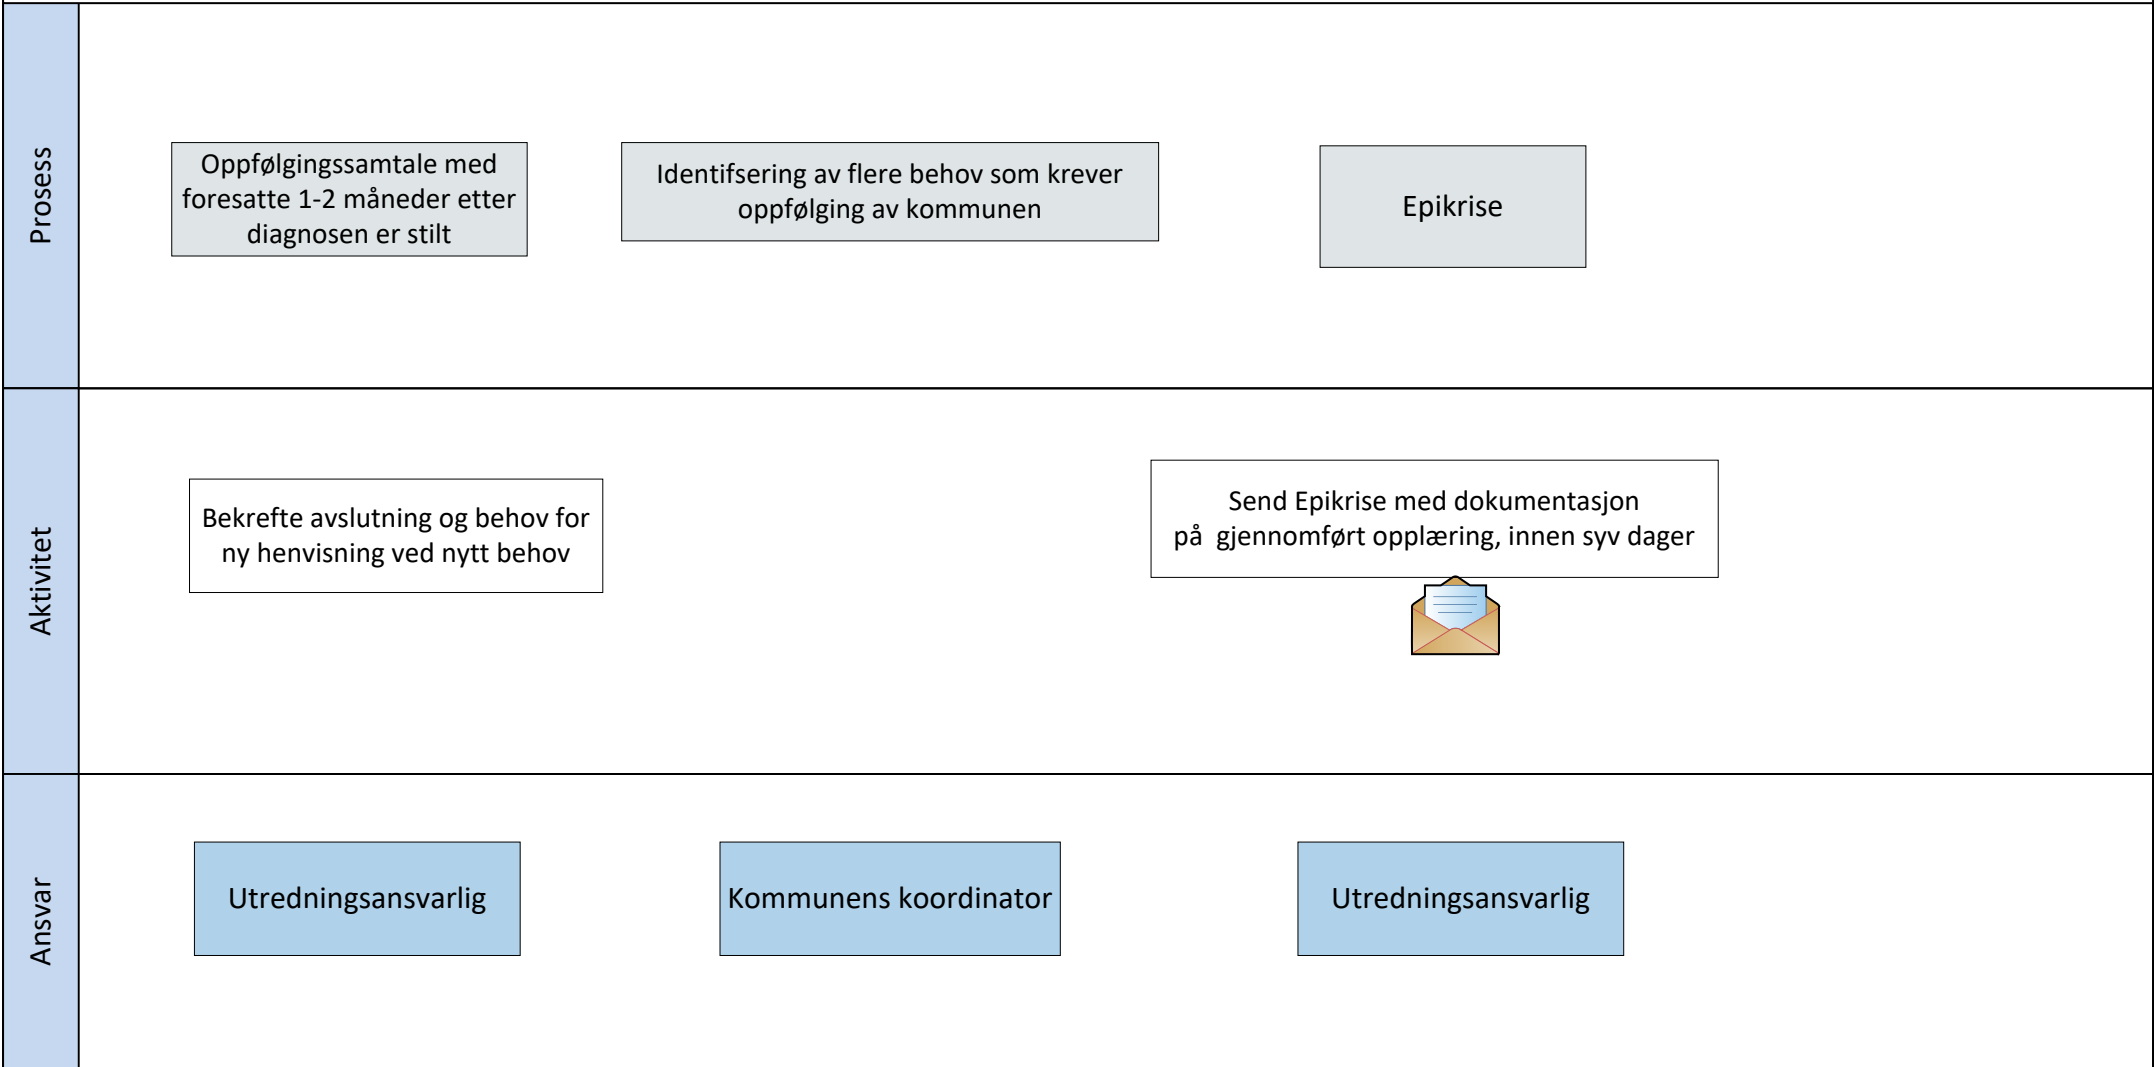 Prosess
Oppfølgingssamtale med
foresatte 1-2 måneder etter
diagnosen er stilt
Identifsering av flere behov som krever
oppfølging av kommunen
Epikrise
Aktivitet
Bekrefte avslutning og behov for
ny henvisning ved nytt behov
Send Epikrise med dokumentasjon
på  gjennomført opplæring, innen syv dager
Ansvar
Utredningsansvarlig
Kommunens koordinator
Utredningsansvarlig